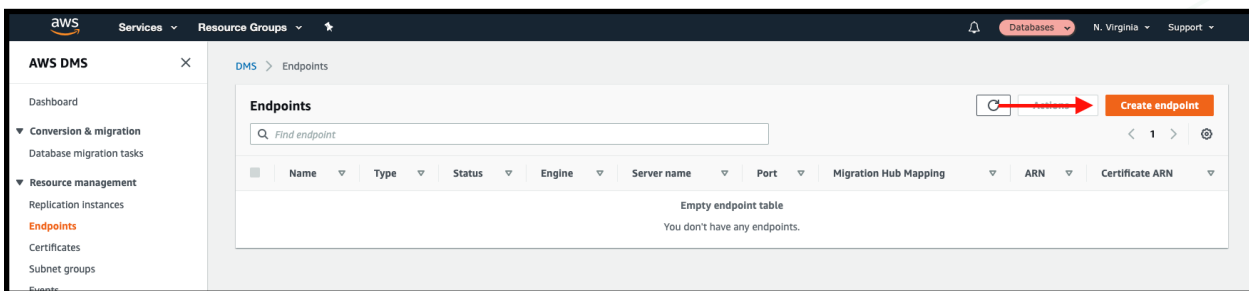 aws Services Resource Groups Databases N. Virginia Support
AWS DMS
DMS > Endpoints
Dashboard
Conversion & migration
Database migration tasks
Resource management
Replication instances
Endpoints
Certificates
Subnet groups
Events
Endpoints
Actions Create endpoint
Find endpoint
1
Name Type Status Engine Server name Port Migration Hub Mapping ARN Certificate ARN
Empty endpoint table
You don't have any endpoints.